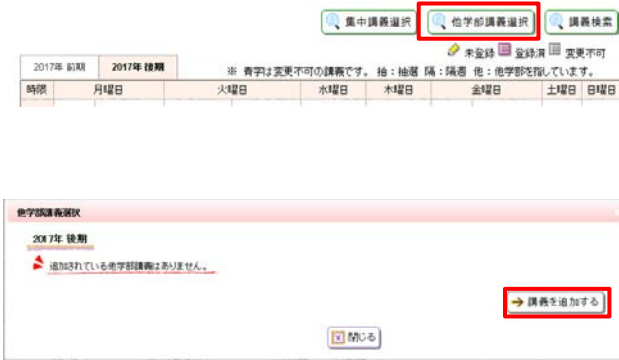 集中講義選択 他学部講義選択 講義検索
未登録 登録済 変更不可
2017年 前期 2017年 後期 ※ 青字は変更不可の講義です。 抽：抽選 隔：隔週 他：他学部を指しています。
時限 月曜日 火曜日 水曜日 木曜日 金曜日 土曜日 日曜日
他学部講義選択
2017年 後期
追加されている他学部講義はありません。
→ 講義を追加する
閉じる